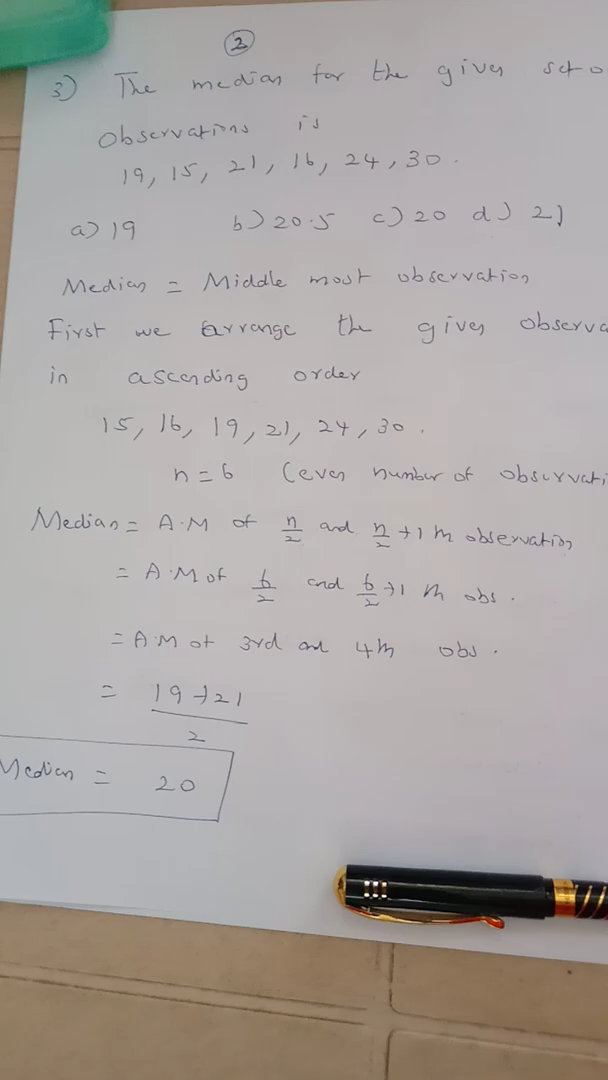 2
3) The median for the given set o
observations is
19, 15, 21, 16, 24, 30.
a) 19 b) 20.5 c) 20 d) 21
Median = Middle most observation
First we arrange the given observa
in ascending order
15, 16, 19, 21, 24, 30.
n = 6 (even number of observati
Median = A.M of n/2 and n/2 + 1 th observation
= A.M of 6/2 and 6/2 + 1 th obs.
= A.M of 3rd and 4th obs.
= 19 + 21
2
Median = 20